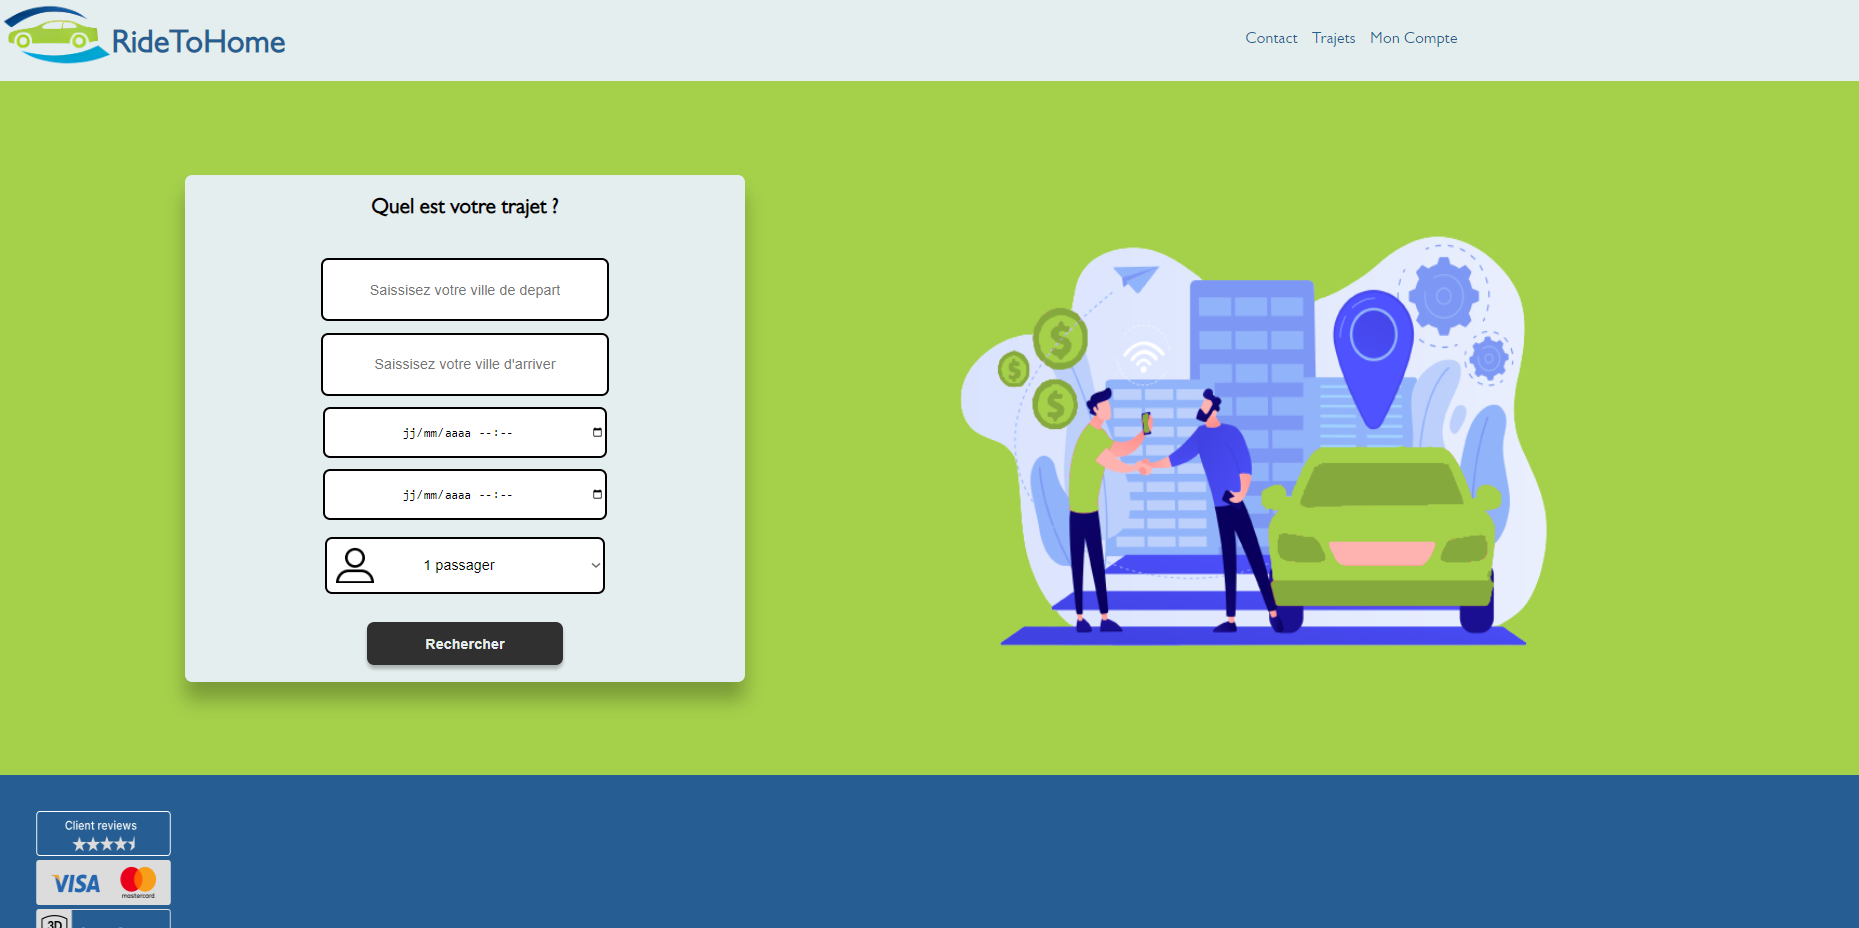 RideToHome
Contact Trajets Mon Compte
Quel est votre trajet ?
Saissisez votre ville de depart
Saissisez votre ville d'arriver
jj/mm/aaaa --:--
jj/mm/aaaa --:--
1 passager
Rechercher
$
$
$
Client reviews
VISA mastercard
3D